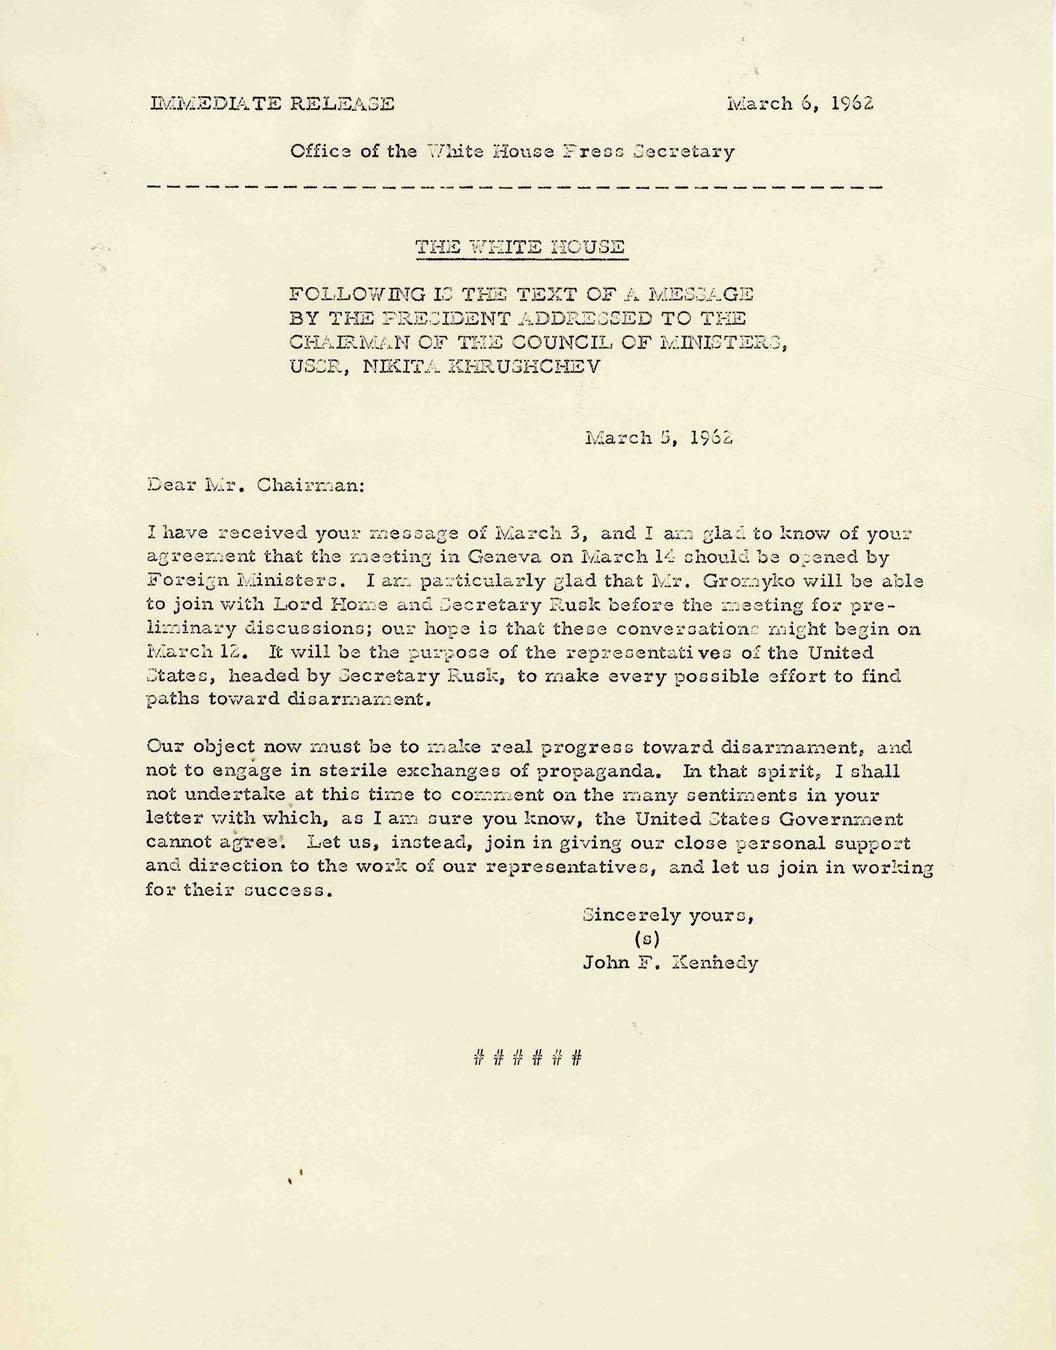 IMMEDIATE RELEASE March 6, 1962
Office of the White House Press Secretary
---------------------------------------
THE WHITE HOUSE
FOLLOWING IS THE TEXT OF A MESSAGE
BY THE PRESIDENT ADDRESSED TO THE
CHAIRMAN OF THE COUNCIL OF MINISTERS,
USSR, NIKITA KHRUSHCHEV
March 5, 1962
Dear Mr. Chairman:
I have received your message of March 3, and I am glad to know of your
agreement that the meeting in Geneva on March 14 should be opened by
Foreign Ministers. I am particularly glad that Mr. Gromyko will be able
to join with Lord Home and Secretary Rusk before the meeting for pre-
liminary discussions; our hope is that these conversations might begin on
March 12. It will be the purpose of the representatives of the United
States, headed by Secretary Rusk, to make every possible effort to find
paths toward disarmament.
Our object now must be to make real progress toward disarmament, and
not to engage in sterile exchanges of propaganda. In that spirit, I shall
not undertake at this time to comment on the many sentiments in your
letter with which, as I am sure you know, the United States Government
cannot agree. Let us, instead, join in giving our close personal support
and direction to the work of our representatives, and let us join in working
for their success.
Sincerely yours,
(s)
John F. Kennedy
# # # # # #